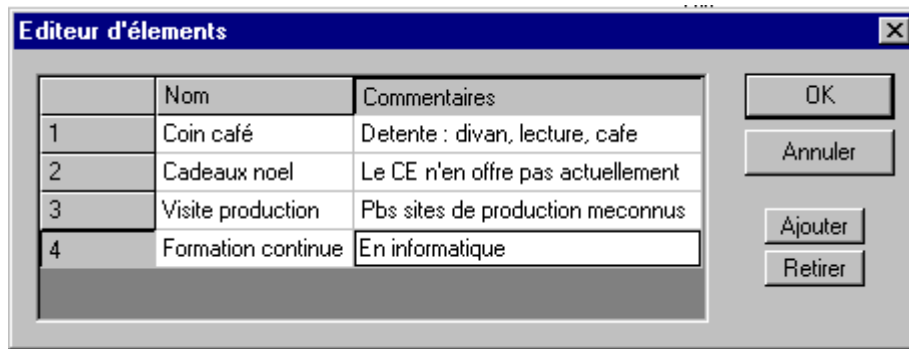 Editeur d'élements
Nom Commentaires
1 Coin café Detente : divan, lecture, cafe
2 Cadeaux noel Le CE n'en offre pas actuellement
3 Visite production Pbs sites de production meconnus
4 Formation continue En informatique
OK
Annuler
Ajouter
Retirer